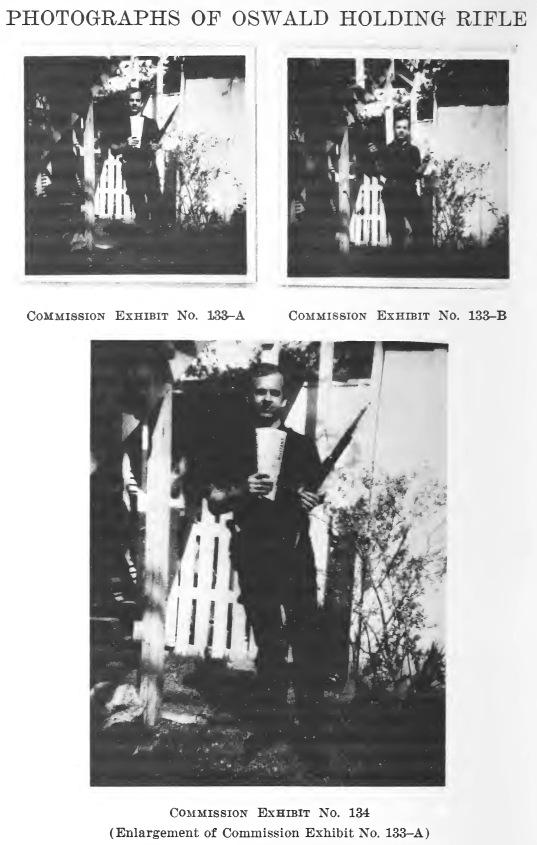 PHOTOGRAPHS OF OSWALD HOLDING RIFLE
COMMISSION EXHIBIT No. 133–A
COMMISSION EXHIBIT No. 133–B
COMMISSION EXHIBIT No. 134
(Enlargement of Commission Exhibit No. 133–A)